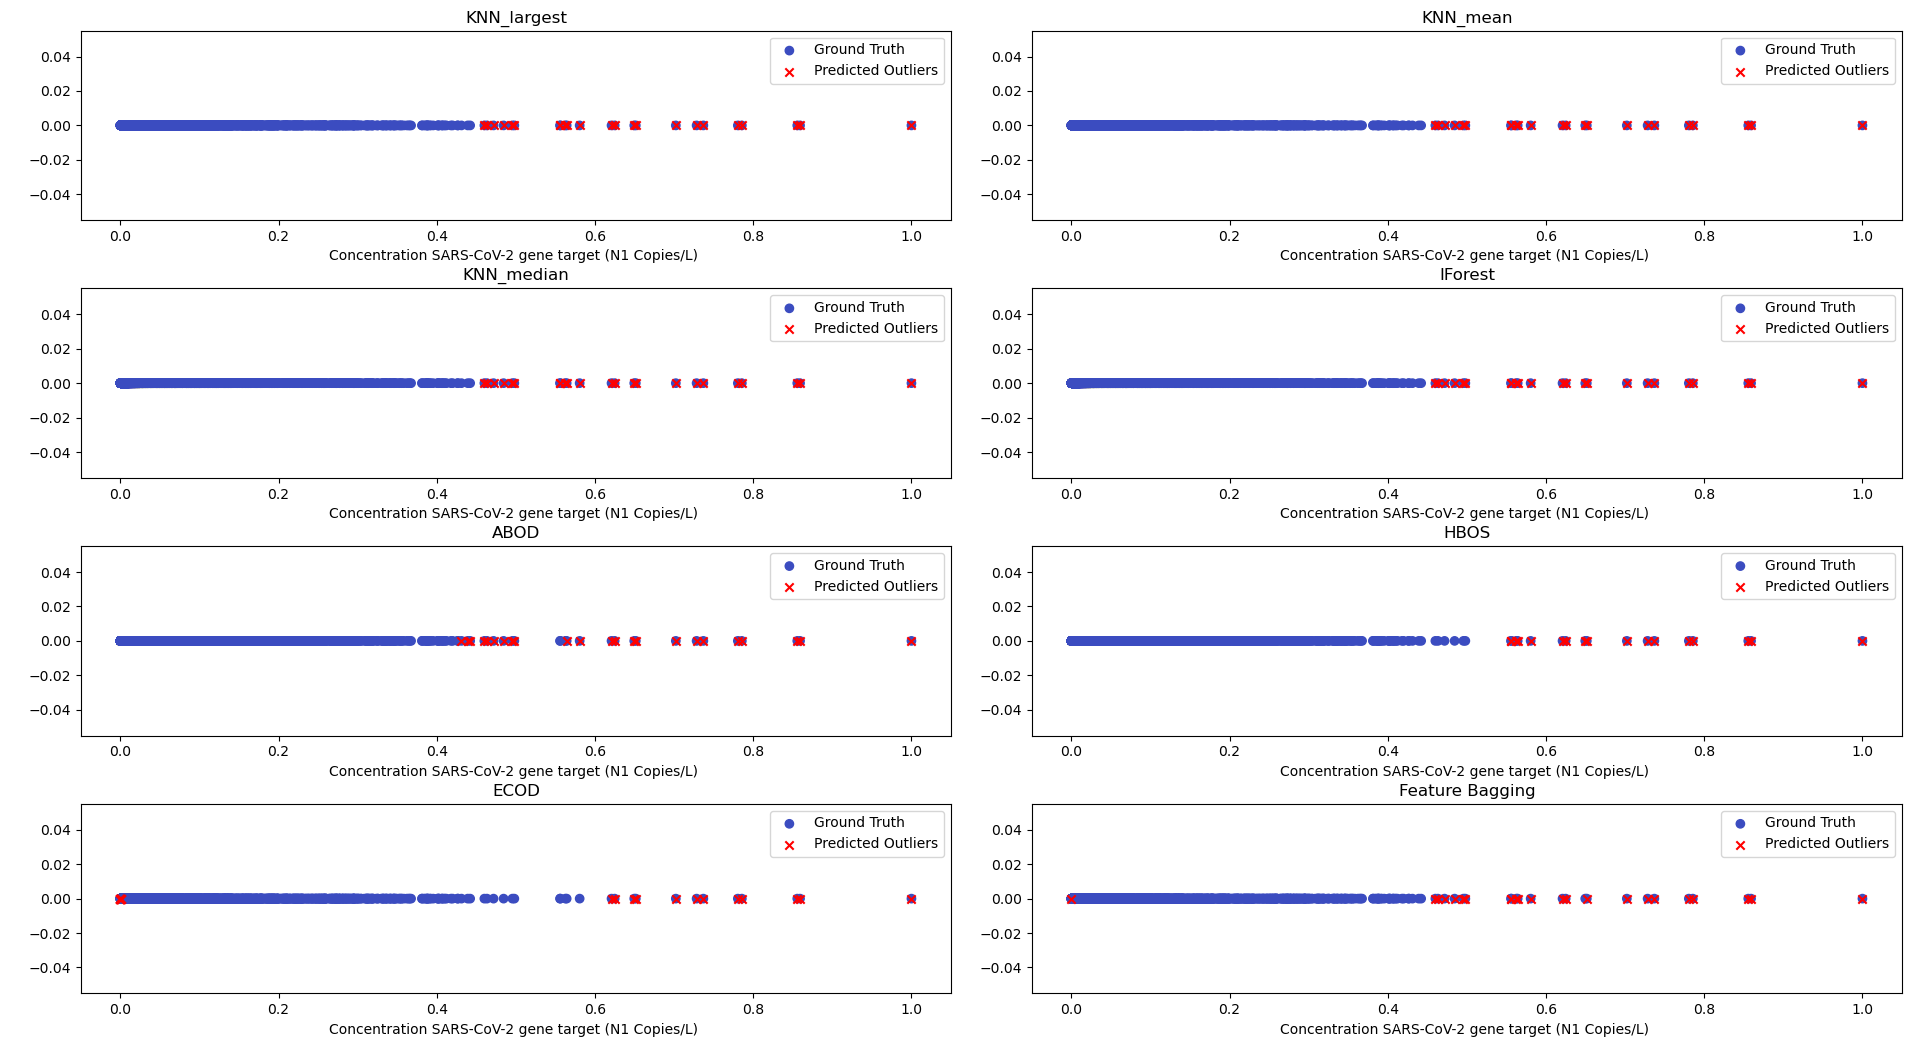 KNN_largest
0.04
0.02
0.00
−0.02
−0.04
Ground Truth
Predicted Outliers
0.0 0.2 0.4 0.6 0.8 1.0
Concentration SARS-CoV-2 gene target (N1 Copies/L)
KNN_mean
0.04
0.02
0.00
−0.02
−0.04
Ground Truth
Predicted Outliers
0.0 0.2 0.4 0.6 0.8 1.0
Concentration SARS-CoV-2 gene target (N1 Copies/L)
KNN_median
0.04
0.02
0.00
−0.02
−0.04
Ground Truth
Predicted Outliers
0.0 0.2 0.4 0.6 0.8 1.0
Concentration SARS-CoV-2 gene target (N1 Copies/L)
IForest
0.04
0.02
0.00
−0.02
−0.04
Ground Truth
Predicted Outliers
0.0 0.2 0.4 0.6 0.8 1.0
Concentration SARS-CoV-2 gene target (N1 Copies/L)
ABOD
0.04
0.02
0.00
−0.02
−0.04
Ground Truth
Predicted Outliers
0.0 0.2 0.4 0.6 0.8 1.0
Concentration SARS-CoV-2 gene target (N1 Copies/L)
HBOS
0.04
0.02
0.00
−0.02
−0.04
Ground Truth
Predicted Outliers
0.0 0.2 0.4 0.6 0.8 1.0
Concentration SARS-CoV-2 gene target (N1 Copies/L)
ECOD
0.04
0.02
0.00
−0.02
−0.04
Ground Truth
Predicted Outliers
0.0 0.2 0.4 0.6 0.8 1.0
Concentration SARS-CoV-2 gene target (N1 Copies/L)
Feature Bagging
0.04
0.02
0.00
−0.02
−0.04
Ground Truth
Predicted Outliers
0.0 0.2 0.4 0.6 0.8 1.0
Concentration SARS-CoV-2 gene target (N1 Copies/L)